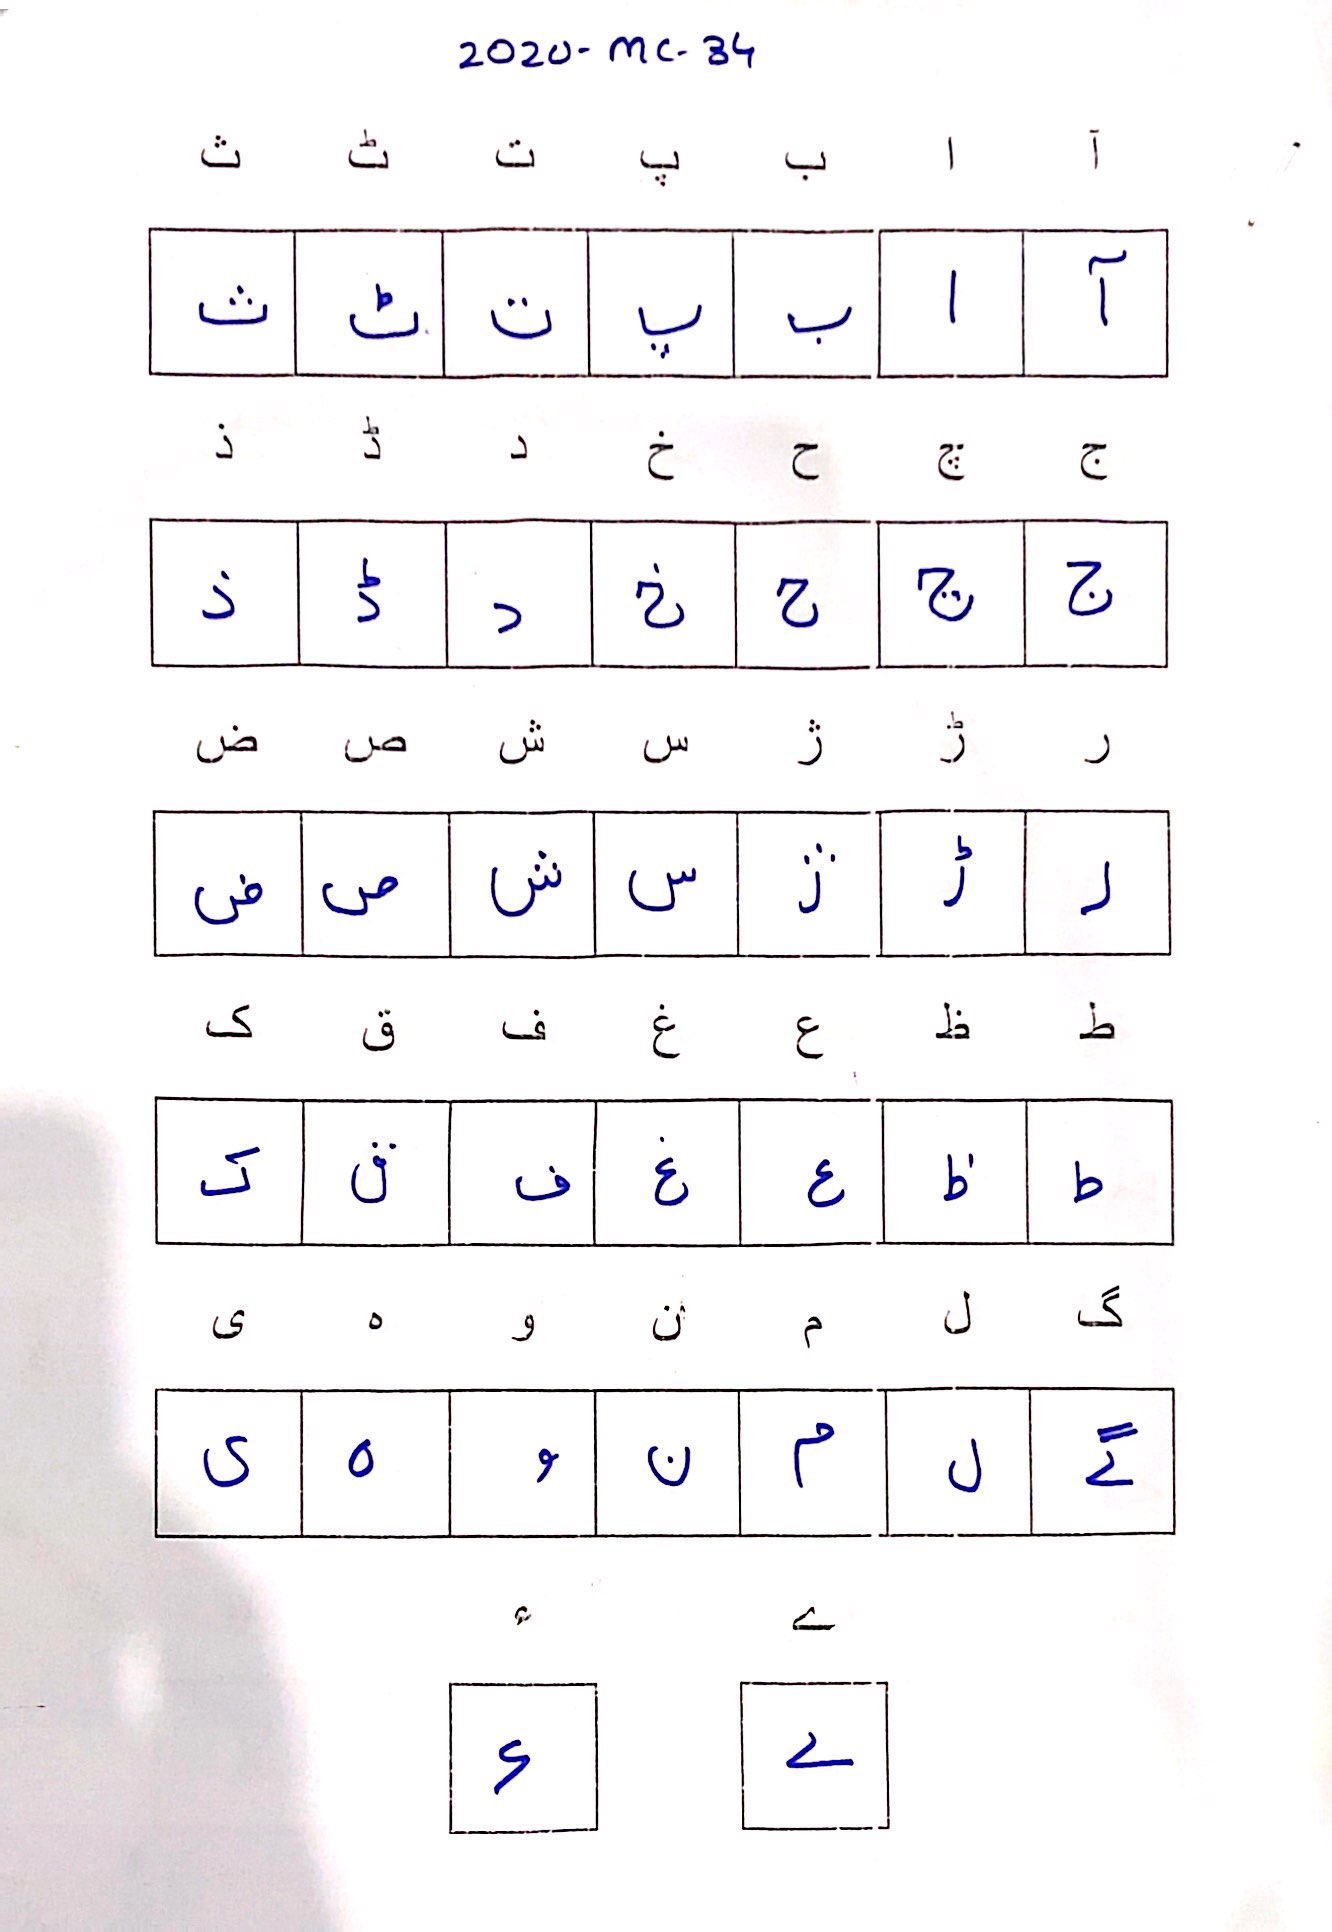 2020-MC-34
آ ا ب پ ت ٹ ث
آ ا ب پ ت ٹ ث
ج چ ح خ د ڈ ذ
ج چ ح خ د ڈ ذ
ر ڑ ژ س ش ص ض
ر ڑ ژ س ش ص ض
ط ظ ع غ ف ق ک
ط ظ ع غ ف ق ک
گ ل م ن و ہ ی
گ ل م ن و ہ ی
ے ء
ے ء